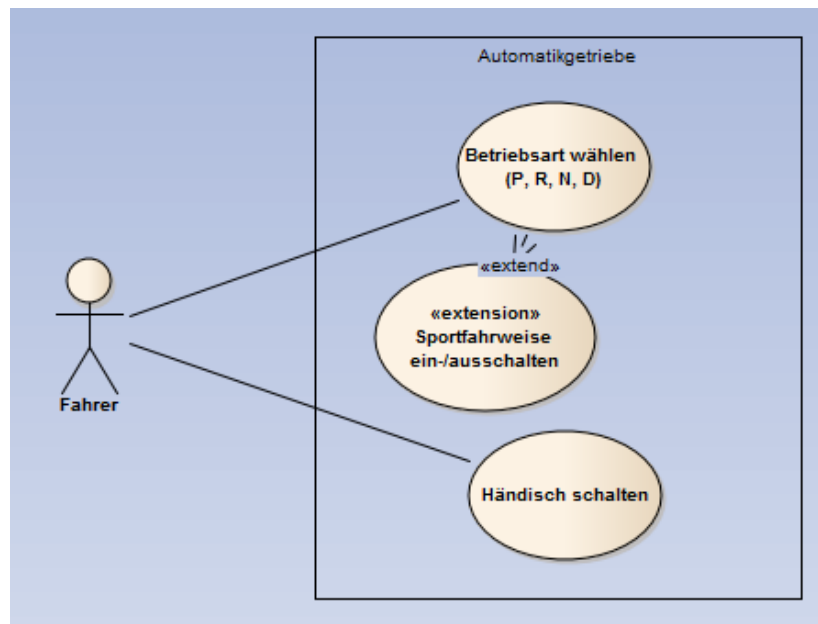 Automatikgetriebe
Betriebsart wählen
(P, R, N, D)
«extend»
«extension»
Sportfahrweise
ein-/ausschalten
Fahrer
Händisch schalten